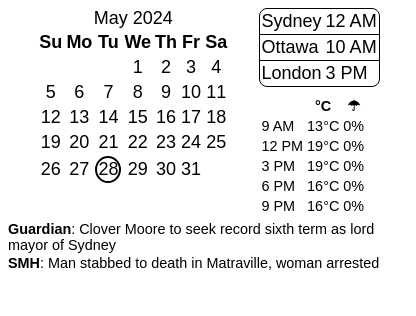 May 2024
Su Mo Tu We Th Fr Sa
1 2 3 4
5 6 7 8 9 10 11
12 13 14 15 16 17 18
19 20 21 22 23 24 25
26 27 28 29 30 31
Sydney 12 AM
Ottawa 10 AM
London 3 PM
°C ☂
9 AM 13°C 0%
12 PM 19°C 0%
3 PM 19°C 0%
6 PM 16°C 0%
9 PM 16°C 0%
Guardian: Clover Moore to seek record sixth term as lord
mayor of Sydney
SMH: Man stabbed to death in Matraville, woman arrested